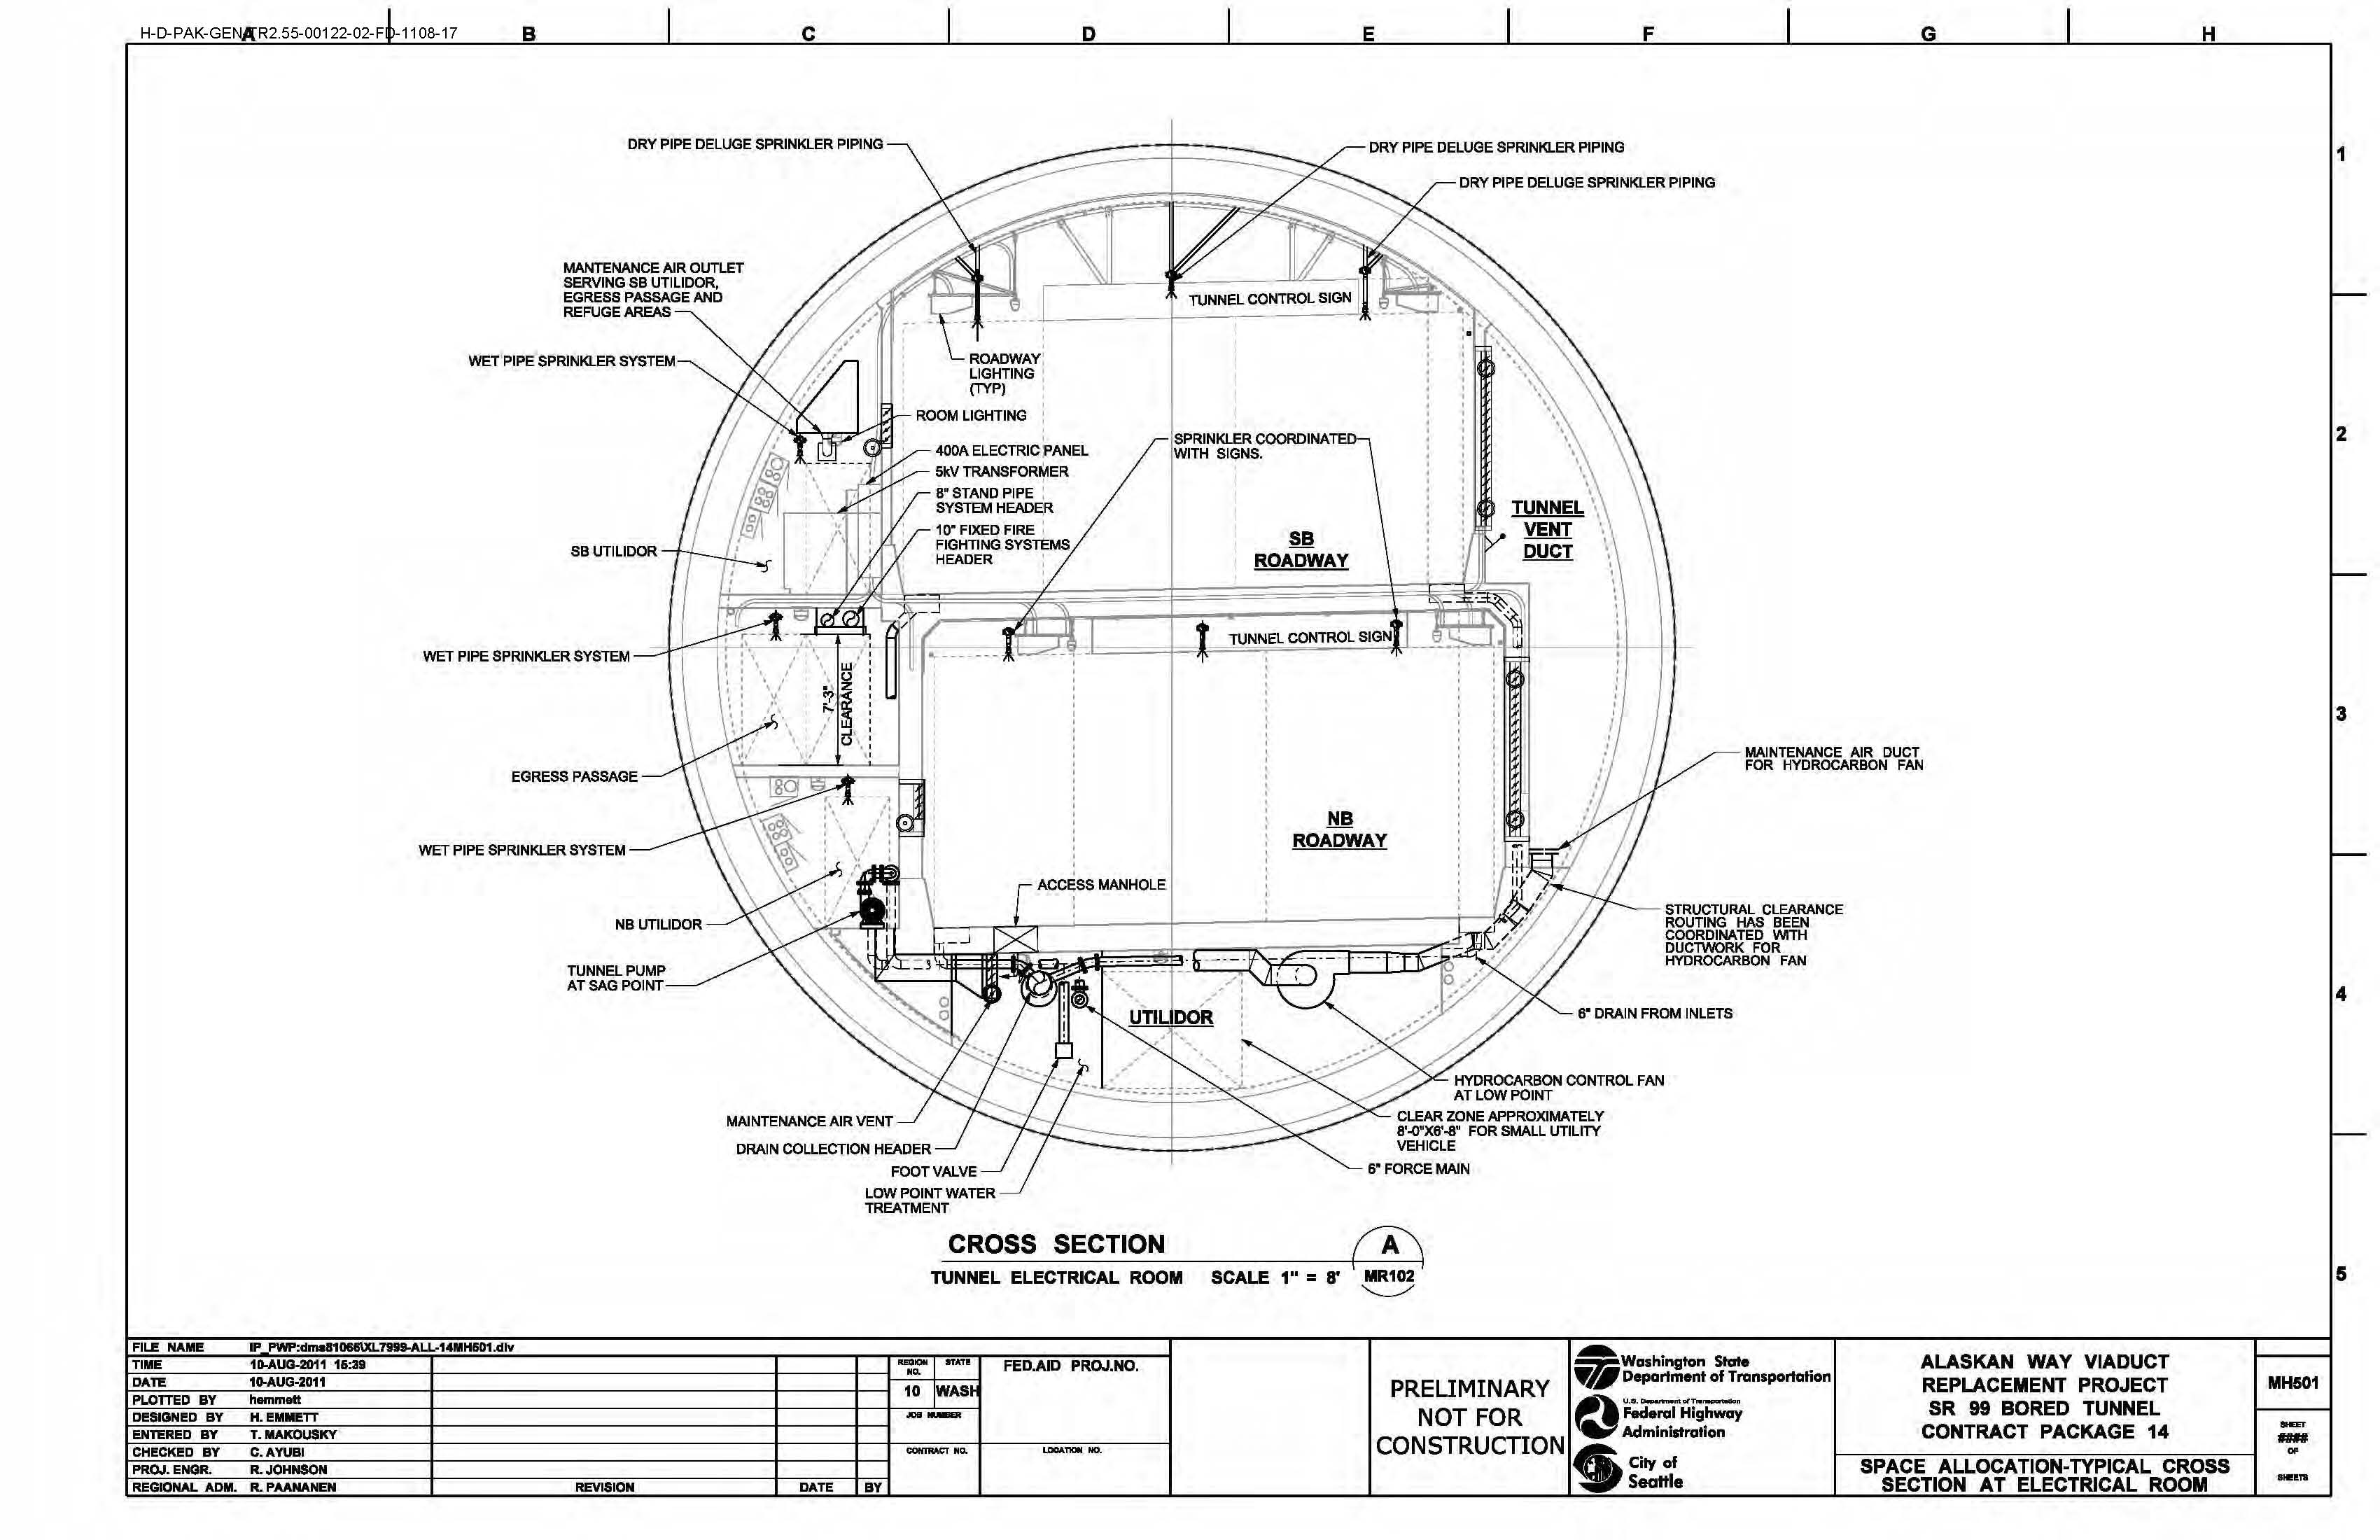 H-D-PAK-GEN-TR2.55-00122-02-FD-1108-17
A B C D E F G H
1
2
3
4
5
DRY PIPE DELUGE SPRINKLER PIPING
DRY PIPE DELUGE SPRINKLER PIPING
DRY PIPE DELUGE SPRINKLER PIPING
MANTENANCE AIR OUTLET
SERVING SB UTILIDOR,
EGRESS PASSAGE AND
REFUGE AREAS
TUNNEL CONTROL SIGN
WET PIPE SPRINKLER SYSTEM
ROADWAY
LIGHTING
(TYP)
ROOM LIGHTING
400A ELECTRIC PANEL
5kV TRANSFORMER
8" STAND PIPE
SYSTEM HEADER
10" FIXED FIRE
FIGHTING SYSTEMS
HEADER
SPRINKLER COORDINATED
WITH SIGNS.
SB UTILIDOR
SB
ROADWAY
TUNNEL
VENT
DUCT
WET PIPE SPRINKLER SYSTEM
TUNNEL CONTROL SIGN
7'-3"
CLEARANCE
EGRESS PASSAGE
MAINTENANCE AIR DUCT
FOR HYDROCARBON FAN
NB
ROADWAY
WET PIPE SPRINKLER SYSTEM
ACCESS MANHOLE
NB UTILIDOR
STRUCTURAL CLEARANCE
ROUTING HAS BEEN
COORDINATED WITH
DUCTWORK FOR
HYDROCARBON FAN
TUNNEL PUMP
AT SAG POINT
UTILIDOR
6" DRAIN FROM INLETS
HYDROCARBON CONTROL FAN
AT LOW POINT
MAINTENANCE AIR VENT
CLEAR ZONE APPROXIMATELY
8'-0"X6'-8" FOR SMALL UTILITY
VEHICLE
DRAIN COLLECTION HEADER
FOOT VALVE
6" FORCE MAIN
LOW POINT WATER
TREATMENT
CROSS SECTION
TUNNEL ELECTRICAL ROOM SCALE 1" = 8'
A
MR102
FILE NAME IP_PWP:dms81066\XL7999-ALL-14MH501.dlv
TIME 10-AUG-2011 15:39
DATE 10-AUG-2011
PLOTTED BY hemmett
DESIGNED BY H. EMMETT
ENTERED BY T. MAKOUSKY
CHECKED BY C. AYUBI
PROJ. ENGR. R. JOHNSON
REGIONAL ADM. R. PAANANEN
REVISION DATE BY
REGION
NO.
STATE
10 WASH
JOB NUMBER
CONTRACT NO.
FED.AID PROJ.NO.
LOCATION NO.
PRELIMINARY
NOT FOR
CONSTRUCTION
Washington State
Department of Transportation
U.S. Department of Transportation
Federal Highway
Administration
City of
Seattle
ALASKAN WAY VIADUCT
REPLACEMENT PROJECT
SR 99 BORED TUNNEL
CONTRACT PACKAGE 14
SPACE ALLOCATION-TYPICAL CROSS
SECTION AT ELECTRICAL ROOM
MH501
SHEET
####
OF
SHEETS